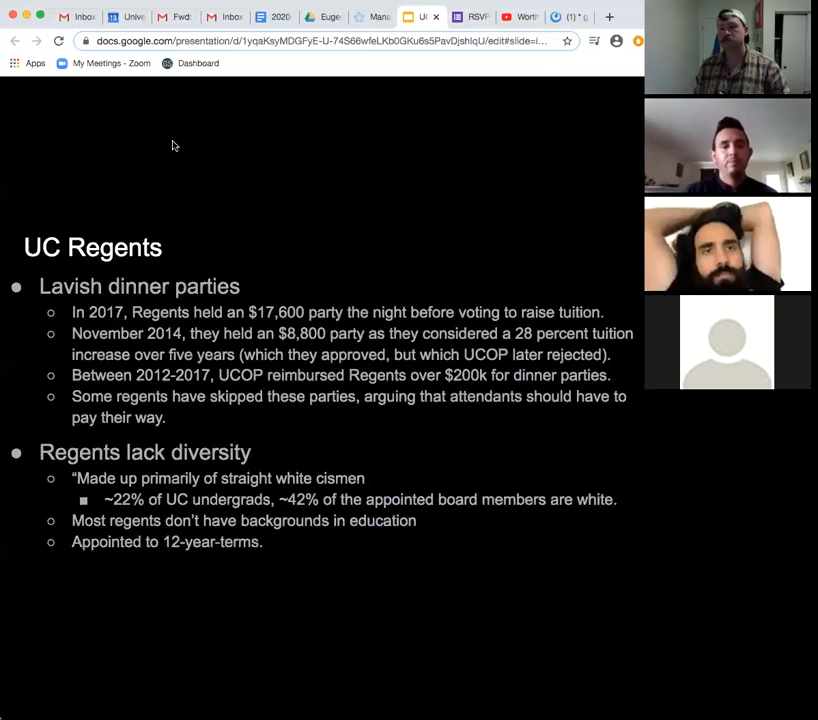 Inbox
Unive
Fwd:
Inbox
2020-
Euge
Mana
UC
RSVP
Worth
(1)
docs.google.com/presentation/d/1yqaKsyMDGFyE-U-74S66wfeLKb0GKu6s5PavDjshlqU/edit#slide=i...
Apps
My Meetings - Zoom
Dashboard
UC Regents
Lavish dinner parties
In 2017, Regents held an $17,600 party the night before voting to raise tuition.
November 2014, they held an $8,800 party as they considered a 28 percent tuition
increase over five years (which they approved, but which UCOP later rejected).
Between 2012-2017, UCOP reimbursed Regents over $200k for dinner parties.
Some regents have skipped these parties, arguing that attendants should have to
pay their way.
Regents lack diversity
“Made up primarily of straight white cismen
~22% of UC undergrads, ~42% of the appointed board members are white.
Most regents don’t have backgrounds in education
Appointed to 12-year-terms.